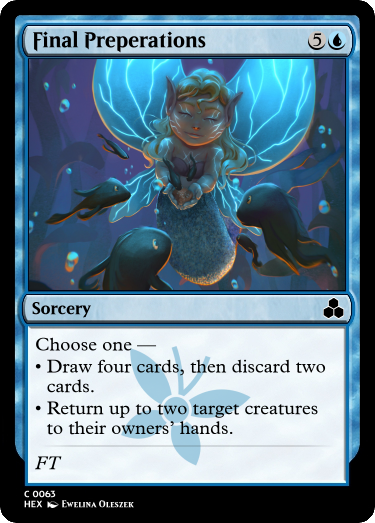 Final Preperations 5
Sorcery
Choose one —
• Draw four cards, then discard two
cards.
• Return up to two target creatures
to their owners' hands.
FT
C 0063
HEX Ewelina Oleszek